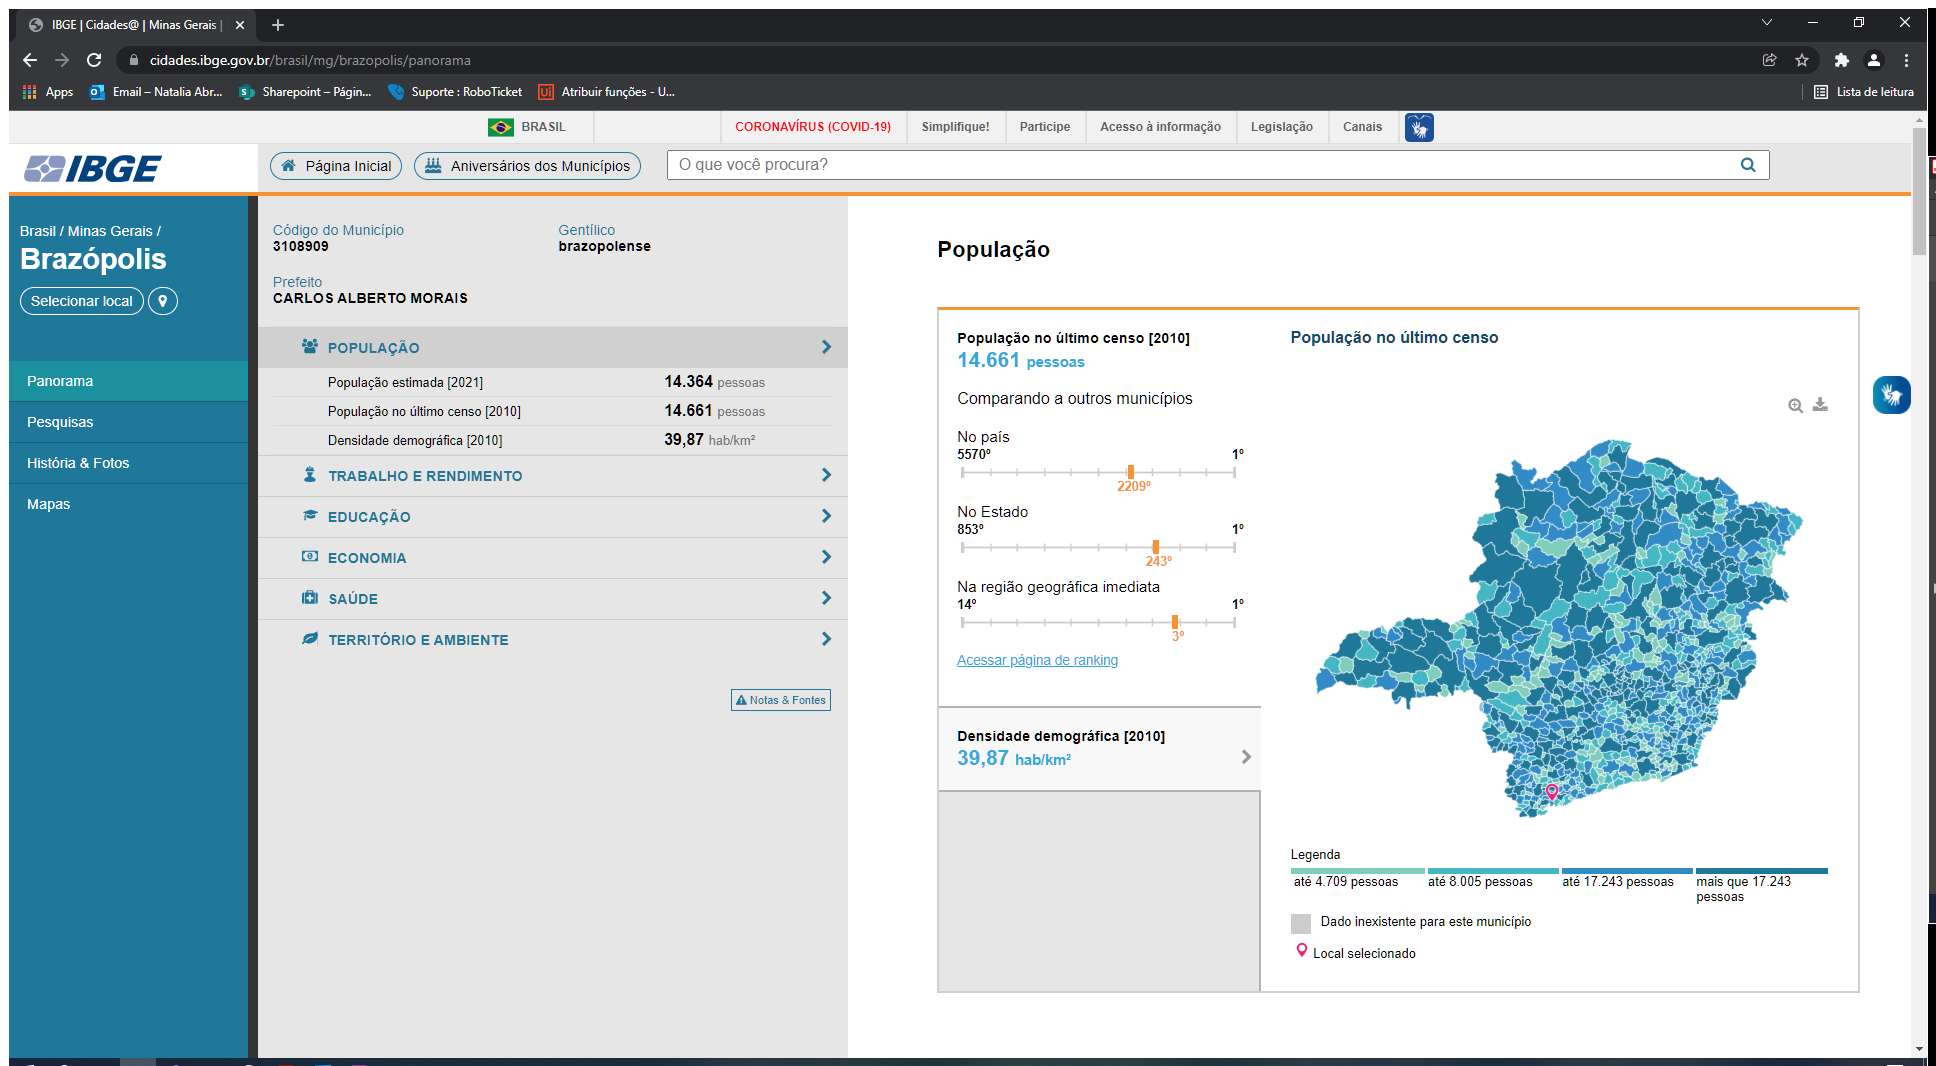 IBGE | Cidades@ | Minas Gerais |
cidades.ibge.gov.br/brasil/mg/brazopolis/panorama
Apps
Email – Natalia Abr...
Sharepoint – Págin...
Suporte : RoboTicket
Ui
Atribuir funções - U...
Lista de leitura
BRASIL
CORONAVÍRUS (COVID-19)
Simplifique!
Participe
Acesso à informação
Legislação
Canais
IBGE
Página Inicial
Aniversários dos Municípios
O que você procura?
Brasil / Minas Gerais /
Brazópolis
Selecionar local
Panorama
Pesquisas
História & Fotos
Mapas
Código do Município
3108909
Gentílico
brazopolense
Prefeito
CARLOS ALBERTO MORAIS
POPULAÇÃO
População estimada [2021] 14.364 pessoas
População no último censo [2010] 14.661 pessoas
Densidade demográfica [2010] 39,87 hab/km²
TRABALHO E RENDIMENTO
EDUCAÇÃO
ECONOMIA
SAÚDE
TERRITÓRIO E AMBIENTE
Notas & Fontes
População
População no último censo [2010]
14.661 pessoas
Comparando a outros municípios
No país
5570º 1º
2209º
No Estado
853º 1º
243º
Na região geográfica imediata
14º 1º
3º
Acessar página de ranking
Densidade demográfica [2010]
39,87 hab/km²
População no último censo
Legenda
até 4.709 pessoas
até 8.005 pessoas
até 17.243 pessoas
mais que 17.243
pessoas
Dado inexistente para este município
Local selecionado